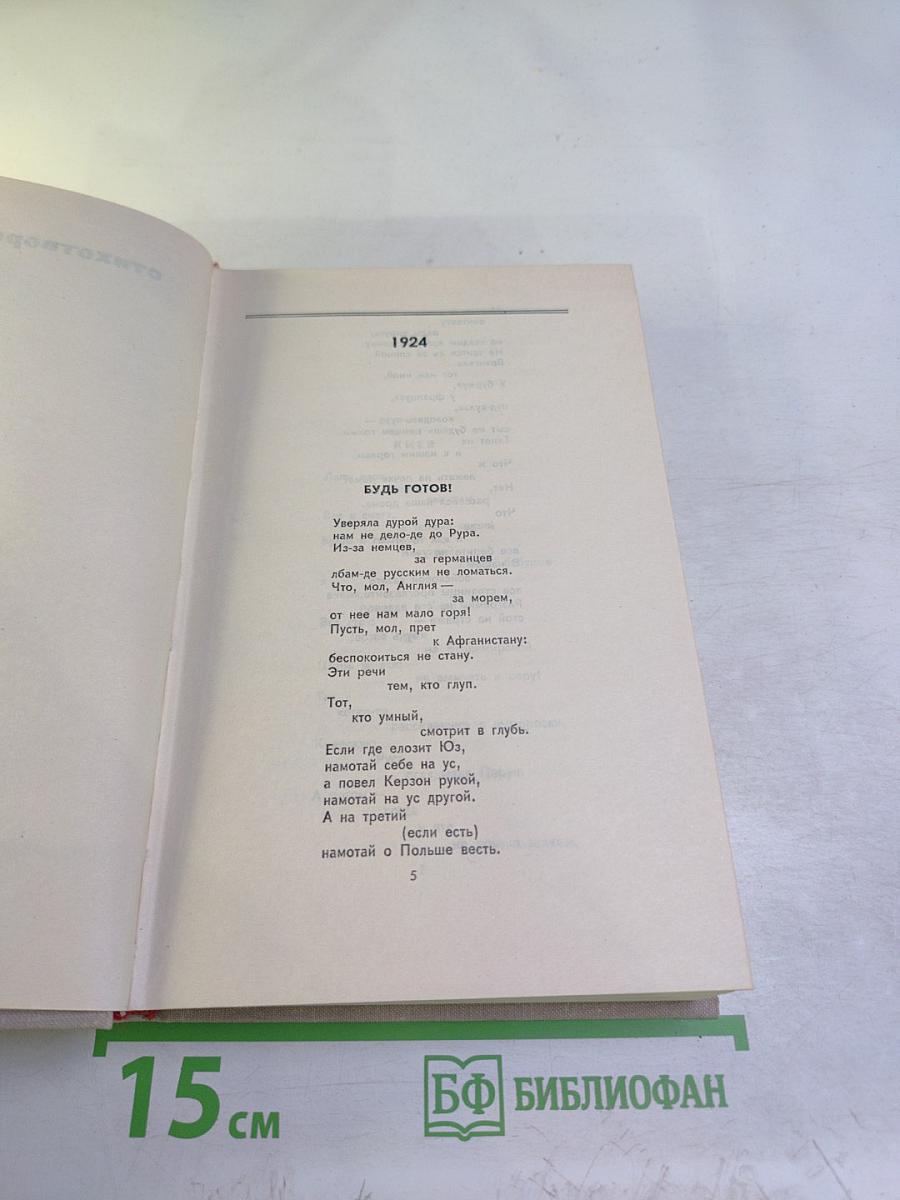 1924
БУДЬ ГОТОВ!
Уверяла дурой дура:
нам не дело-де до Рура.
Из-за немцев,
за германцев
лбам-де русским не ломаться.
Что, мол, Англия —
за морем,
от нее нам мало горя!
Пусть, мол, прет
к Афганистану:
беспокоиться не стану.
Эти речи
тем, кто глуп.
Тот,
кто умный,
смотрит в глубь.
Если где елозит Юз,
намотай себе на ус,
а повел Керзон рукой,
намотай на ус другой.
А на третий
(если есть)
намотай о Польше весть.
5
15 см
БФ БИБЛИОФАН